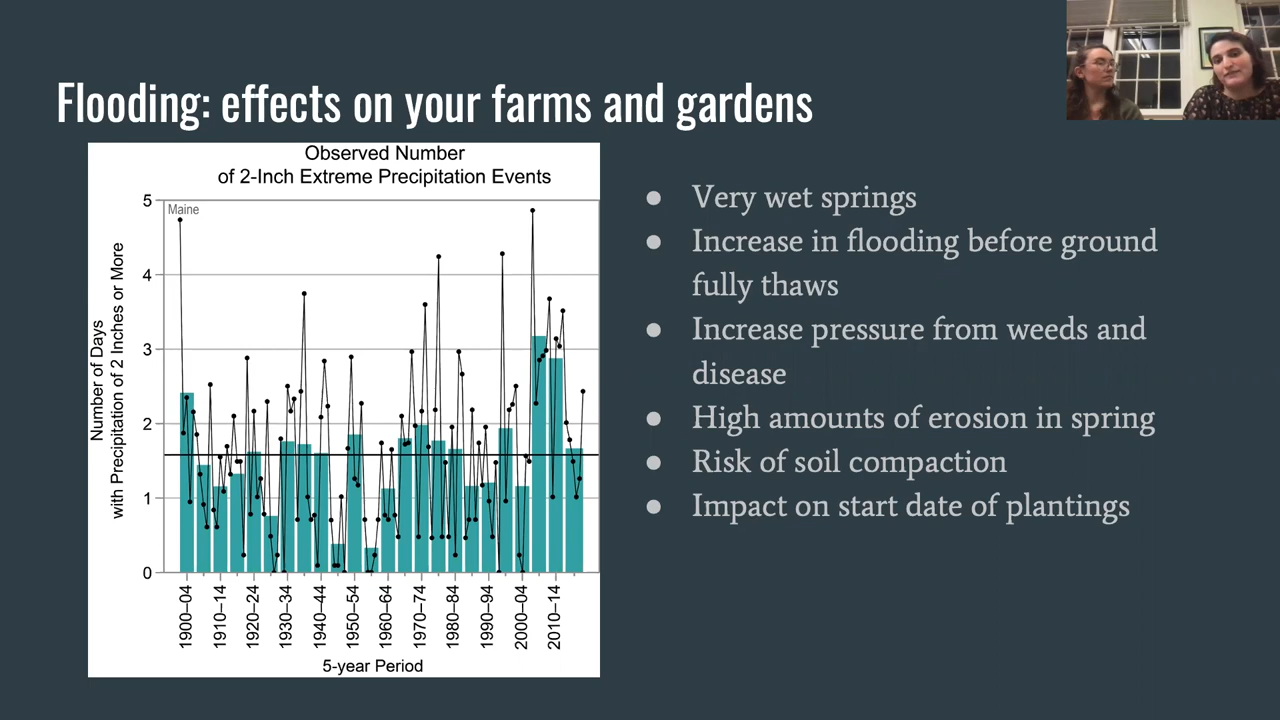 Flooding: effects on your farms and gardens
Observed Number
of 2-Inch Extreme Precipitation Events
Number of Days
with Precipitation of 2 Inches or More
5
4
3
2
1
0
Maine
1900–04
1910–14
1920–24
1930–34
1940–44
1950–54
1960–64
1970–74
1980–84
1990–94
2000–04
2010–14
5-year Period
● Very wet springs
● Increase in flooding before ground
fully thaws
● Increase pressure from weeds and
disease
● High amounts of erosion in spring
● Risk of soil compaction
● Impact on start date of plantings